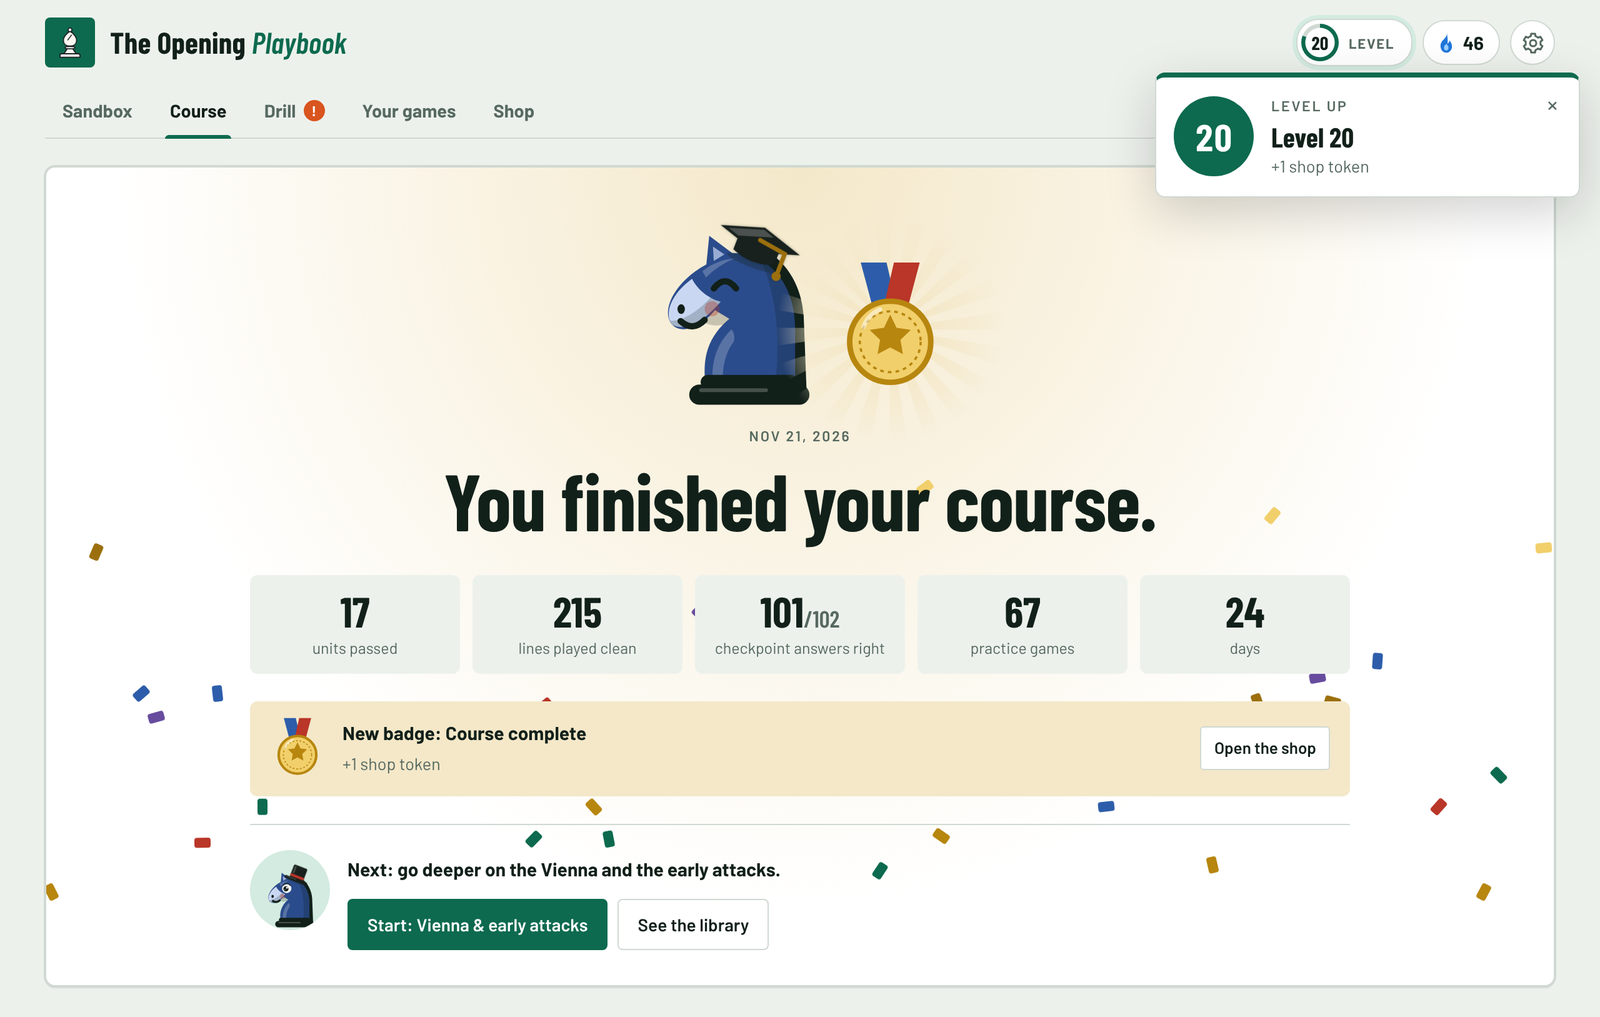 The Opening Playbook
20 LEVEL
46
Sandbox
Course
Drill !
Your games
Shop
20
LEVEL UP
Level 20
+1 shop token
NOV 21, 2026
You finished your course.
17
units passed
215
lines played clean
101/102
checkpoint answers right
67
practice games
24
days
New badge: Course complete
+1 shop token
Open the shop
Next: go deeper on the Vienna and the early attacks.
Start: Vienna & early attacks
See the library